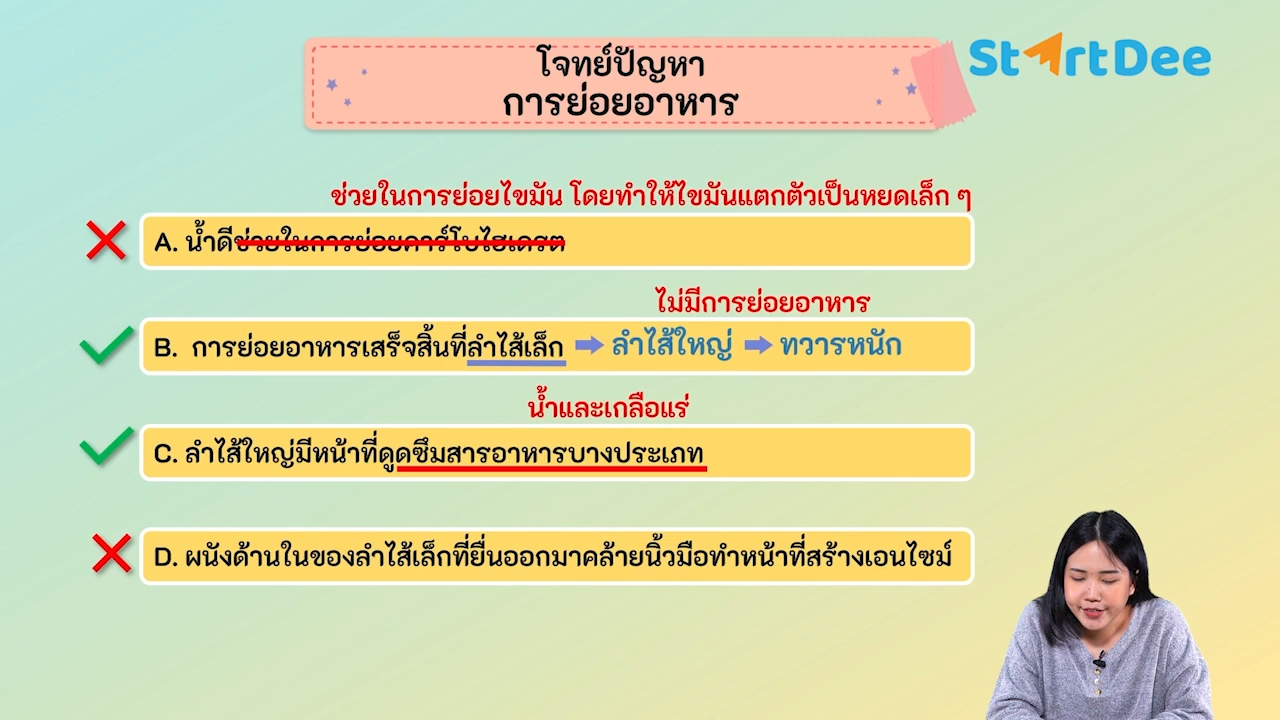 โจทย์ปัญหา
การย่อยอาหาร
StartDee
ช่วยในการย่อยไขมัน โดยทำให้ไขมันแตกตัวเป็นหยดเล็ก ๆ
A. น้ำดีช่วยในการย่อยคาร์โบไฮเดรต
ไม่มีการย่อยอาหาร
B. การย่อยอาหารเสร็จสิ้นที่ลำไส้เล็ก ลำไส้ใหญ่ ทวารหนัก
น้ำและเกลือแร่
C. ลำไส้ใหญ่มีหน้าที่ดูดซึมสารอาหารบางประเภท
D. ผนังด้านในของลำไส้เล็กที่ยื่นออกมาคล้ายนิ้วมือทำหน้าที่สร้างเอนไซม์